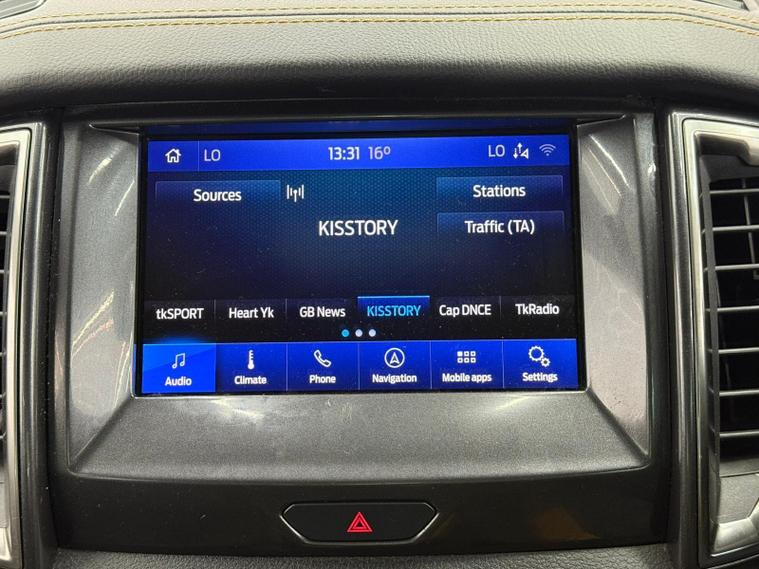 LO 13:31 16° LO
Sources
Stations
KISSTORY
Traffic (TA)
tkSPORT Heart Yk GB News KISSTORY Cap DNCE TkRadio
Audio Climate Phone Navigation Mobile apps Settings